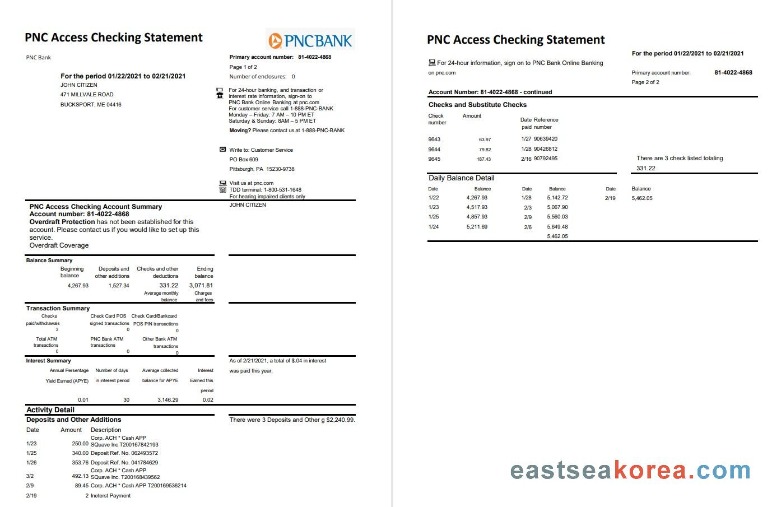 PNC Access Checking Statement
PNCBANK
PNC Bank
Primary account number: 81-4022-4868
Page 1 of 2
Number of enclosures: 0
For the period 01/22/2021 to 02/21/2021
JOHN CITIZEN
471 MILLVALE ROAD
BUCKSPORT, ME 04416
For 24-hour banking, and transaction or
interest rate information, sign-on to
PNC Bank Online Banking at pnc.com
For customer service call 1-888-PNC-BANK
Monday – Friday: 7 AM – 10 PM ET
Saturday & Sunday: 8AM – 5 PM ET
Moving? Please contact us at 1-888-PNC-BANK
Write to: Customer Service
PO Box 609
Pittsburgh, PA 15230-9738
Visit us at pnc.com
TDD terminal: 1-800-531-1648
For hearing impaired clients only
JOHN CITIZEN
PNC Access Checking Account Summary
Account number: 81-4022-4868
Overdraft Protection has not been established for this
account. Please contact us if you would like to set up this
service.
Overdraft Coverage
Balance Summary
Beginning balance
Deposits and other additions
Checks and other deductions
Ending balance
4,267.93 1,527.34 331.22 3,071.81
Average monthly balance
Charges and fees
Transaction Summary
Checks paid/withdrawals
0
Check Card POS signed transactions
0
Check Card/Bankcard POS PIN transactions
0
Total ATM transactions
0
PNC Bank ATM transactions
0
Other Bank ATM transactions
0
Interest Summary
As of 2/21/2021, a total of $.04 in interest
was paid this year.
Annual Percentage Yield Earned (APYE)
Number of days in interest period
Average collected balance for APYE
Interest Earned this period
0.01 30 3,146.29 0.02
Activity Detail
Deposits and Other Additions
There were 3 Deposits and Other g $2,240.99.
Date Amount Description
Corp. ACH * Cash APP
1/23 250.00 SQuave Inc T200167842163
1/25 340.00 Deposit Ref. No. 062493572
1/28 353.78 Deposit Ref. No. 041784629
Corp. ACH * Cash APP
3/2 492.13 SQuave Inc. T200168439562
2/9 89.45 Corp. ACH * Cash APP T200169538214
2/19 2 Ineteral Payment
PNC Access Checking Statement
For the period 01/22/2021 to 02/21/2021
For 24-hour information, sign on to PNC Bank Online Banking
on pnc.com
Primary account number: 81-4022-4868
Page 2 of 2
Account Number: 81-4022-4868 - continued
Checks and Substitute Checks
Check number
Amount
Date Reference
paid number
9643 63.97 1/27 90639420
9644 79.82 1/28 90426812
9645 187.43 2/16 90792495
There are 3 check listed totaling
331.22
Daily Balance Detail
Date Balance Date Balance Date Balance
1/22 4,267.93 1/28 5,142.72 2/19 5,462.05
1/23 4,517.93 2/3 5,067.90
1/25 4,857.93 2/9 5,560.03
1/24 5,211.69 2/8 5,649.48
5,462.05
eastseakorea.com